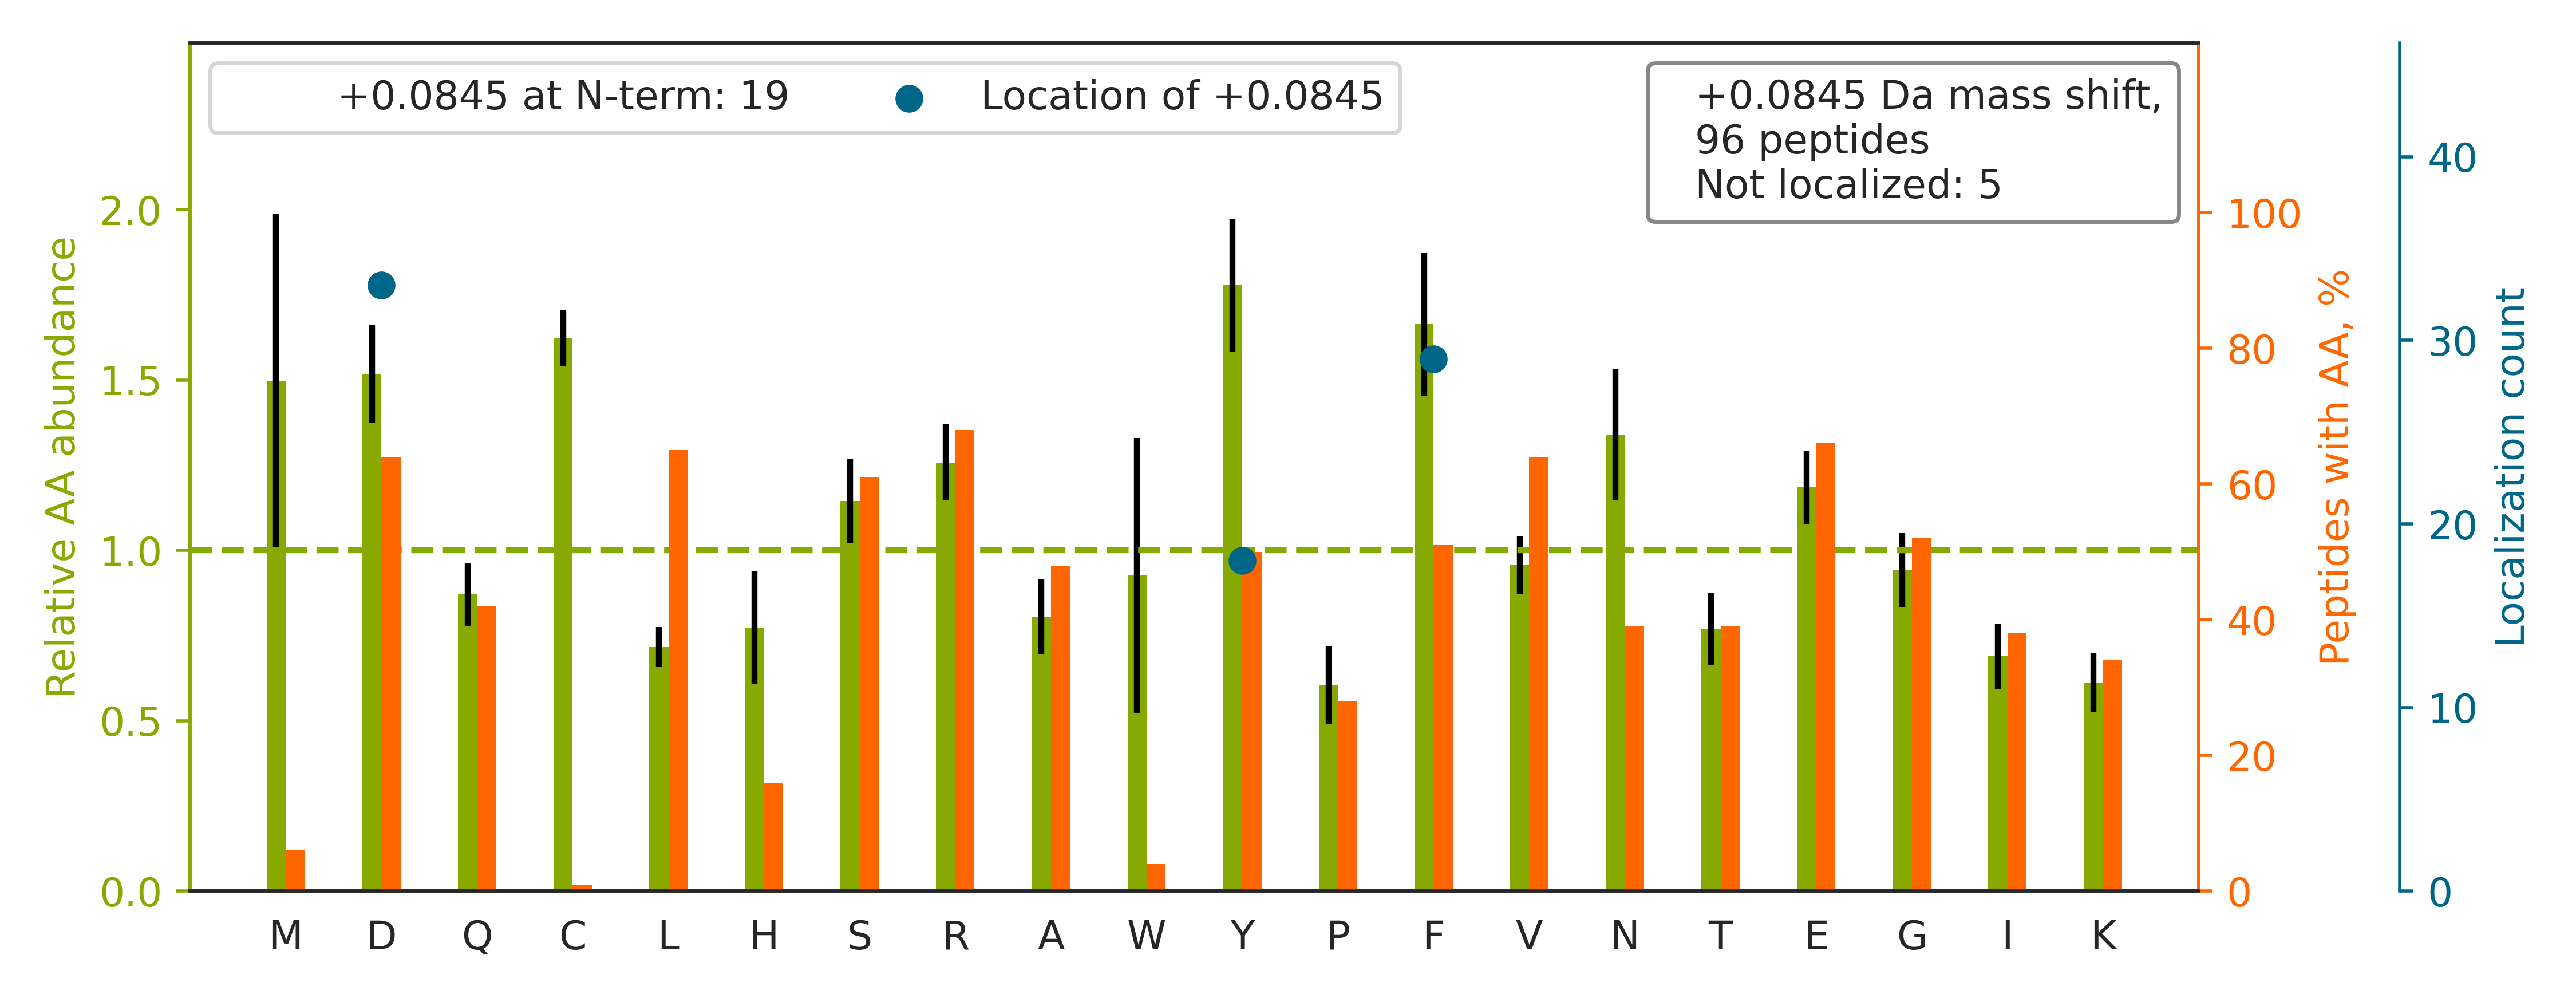 +0.0845 at N-term: 19
Location of +0.0845
+0.0845 Da mass shift,
96 peptides
Not localized: 5
Relative AA abundance
2.0
1.5
1.0
0.5
0.0
Peptides with AA, %
100
80
60
40
20
0
Localization count
40
30
20
10
0
M D Q C L H S R A W Y P F V N T E G I K